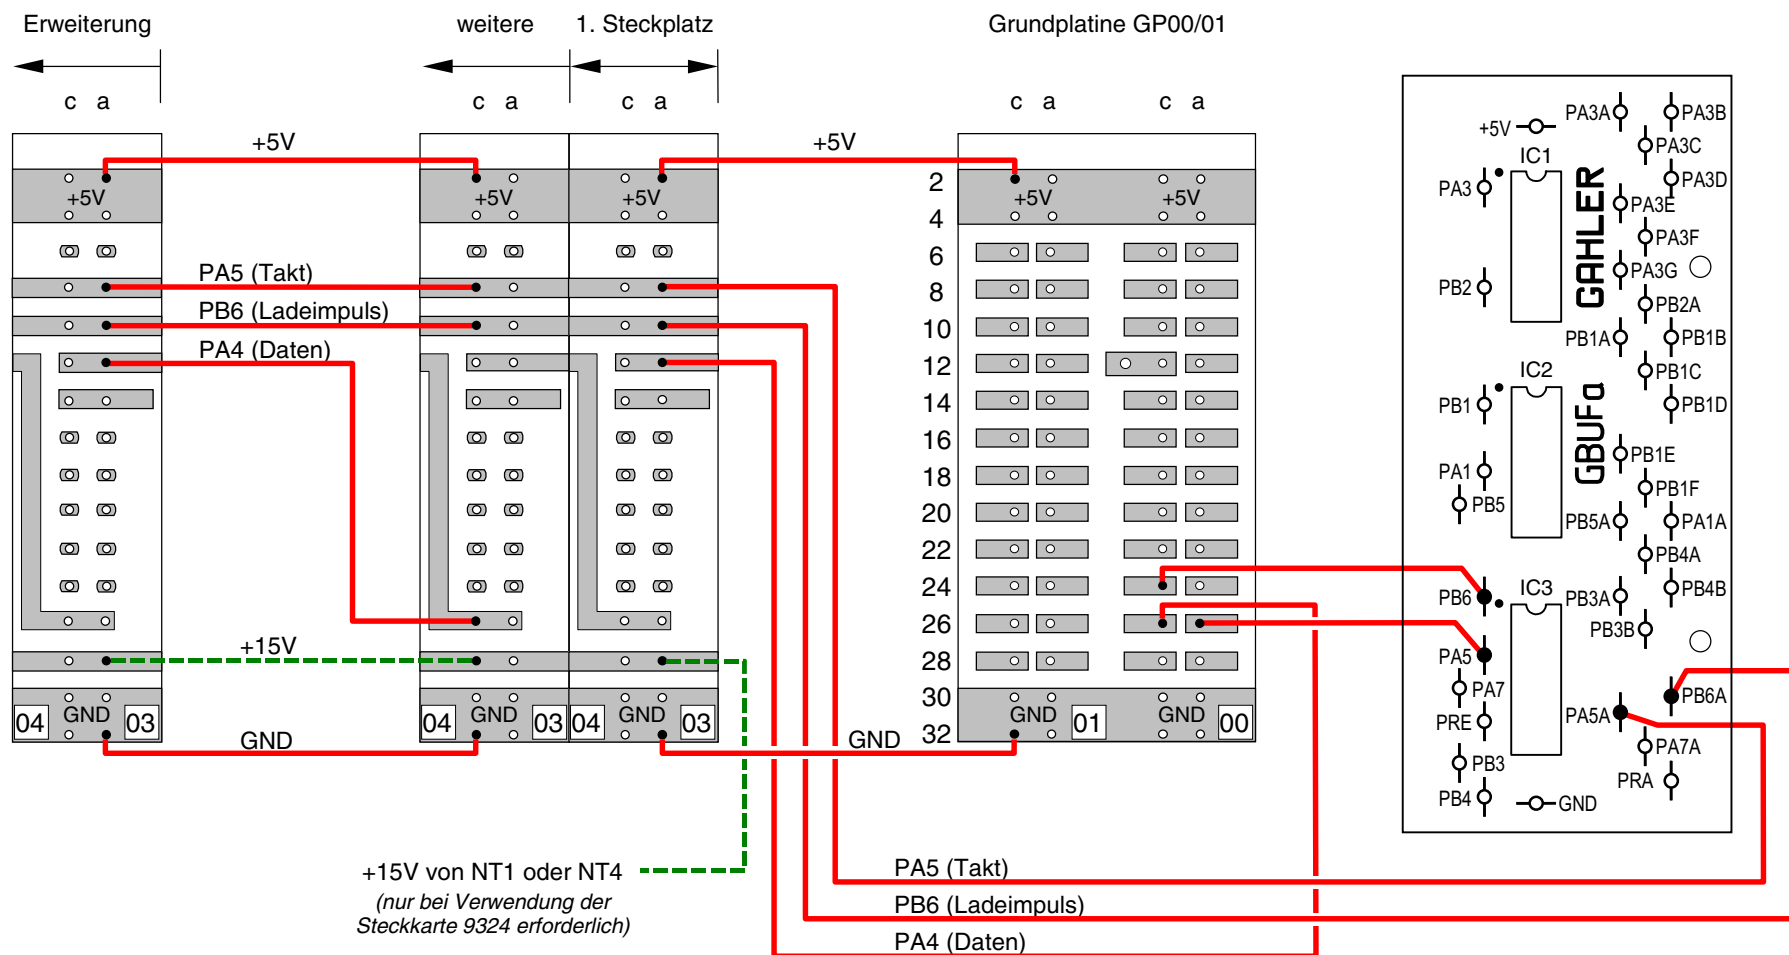 Erweiterung
weitere
1. Steckplatz
Grundplatine GP00/01
c a
c a
c a
c a
c a
+5V
+5V
+5V
+5V
+5V
+5V
+5V
2
4
6
8
10
12
14
16
18
20
22
24
26
28
30
32
PA5 (Takt)
PB6 (Ladeimpuls)
PA4 (Daten)
+15V
GND
GND
04
GND
03
04
GND
03
04
GND
03
GND
01
GND
00
+15V von NT1 oder NT4
(nur bei Verwendung der
Steckkarte 9324 erforderlich)
PA5 (Takt)
PB6 (Ladeimpuls)
PA4 (Daten)
+5V
IC1
PA3
PB2
IC2
PB1
PA1
PB5
IC3
PB6
PA5
PA7
PRE
PB3
PB4
GND
GAHLER
GBUFa
PA3A
PA3B
PA3C
PA3D
PA3E
PA3F
PA3G
PB2A
PB1A
PB1B
PB1C
PB1D
PB1E
PB1F
PB5A
PA1A
PB4A
PB3A
PB4B
PB3B
PB6A
PA5A
PA7A
PRA